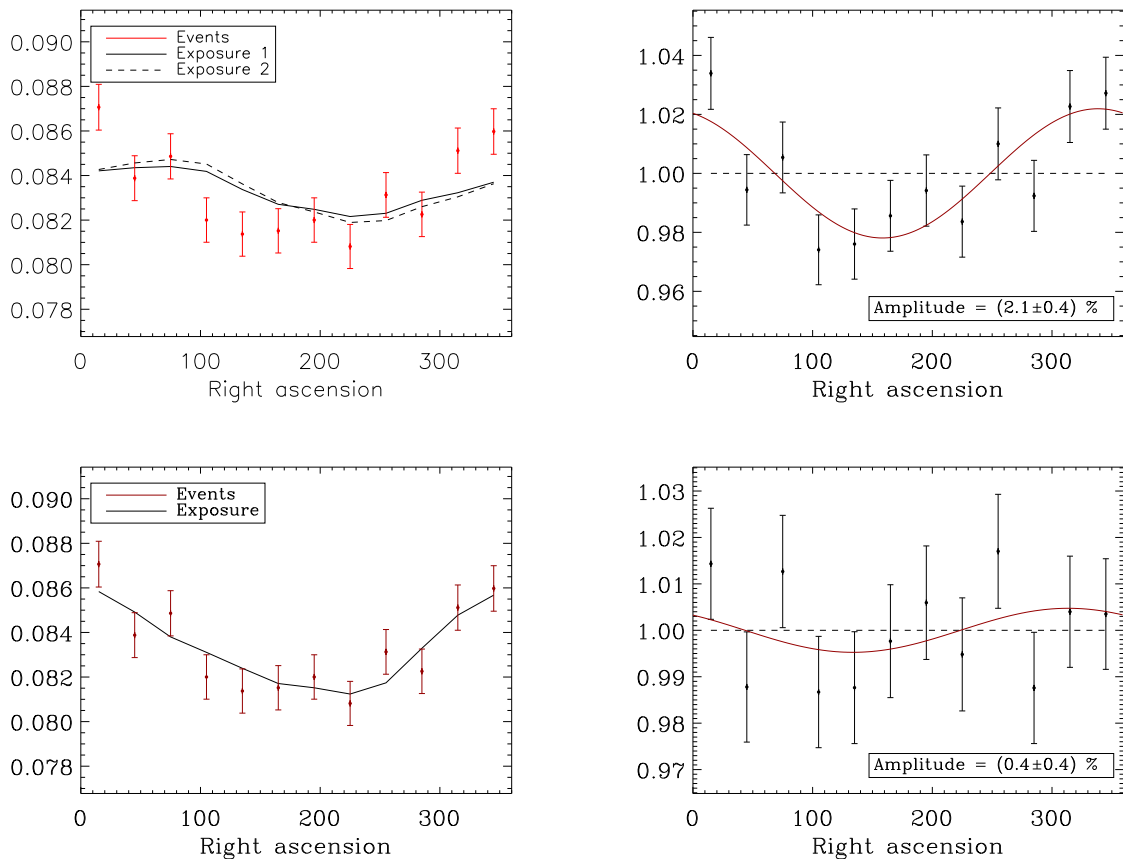 0.090
0.088
0.086
0.084
0.082
0.080
0.078
Events
Exposure 1
Exposure 2
0 100 200 300
Right ascension
1.04
1.02
1.00
0.98
0.96
Amplitude = (2.1±0.4) %
0 100 200 300
Right ascension
0.090
0.088
0.086
0.084
0.082
0.080
0.078
Events
Exposure
0 100 200 300
Right ascension
1.03
1.02
1.01
1.00
0.99
0.98
0.97
Amplitude = (0.4±0.4) %
0 100 200 300
Right ascension